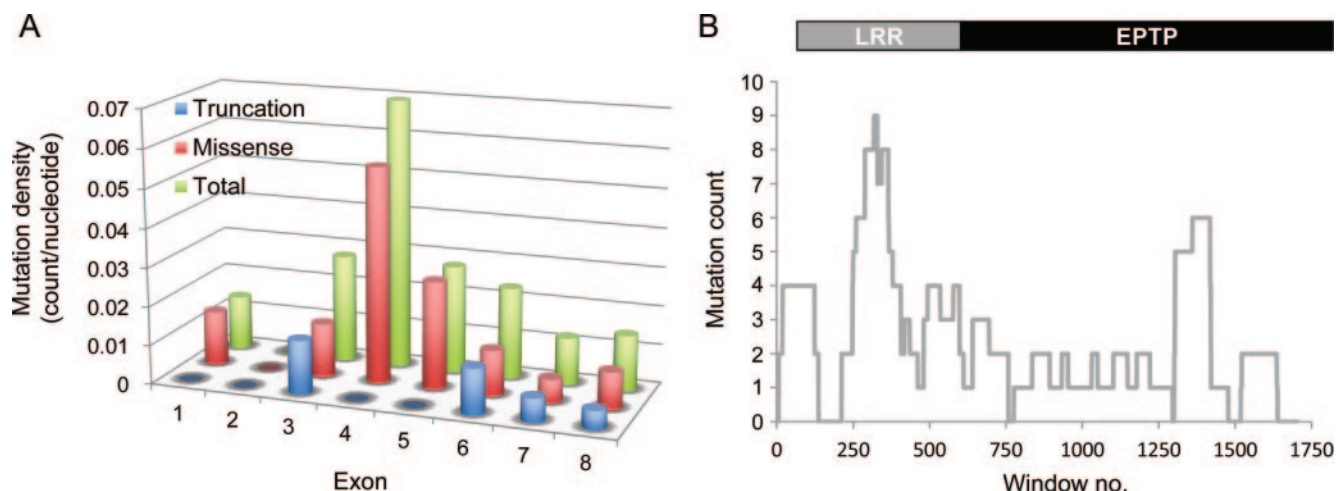 A
Mutation density
(count/nucleotide)
0.07
0.06
0.05
0.04
0.03
0.02
0.01
0
Truncation
Missense
Total
1 2 3 4 5 6 7 8
Exon
B
LRR EPTP
Mutation count
10
9
8
7
6
5
4
3
2
1
0
0 250 500 750 1000 1250 1500 1750
Window no.